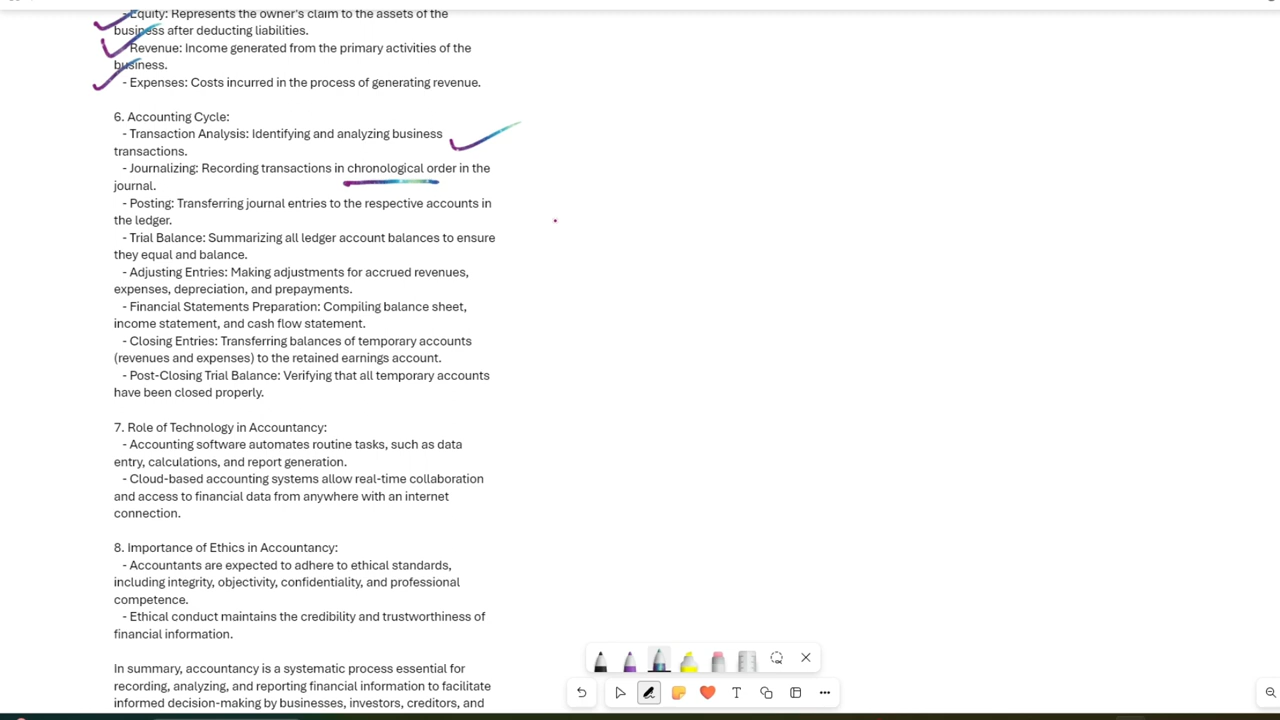 - Equity: Represents the owner's claim to the assets of the
business after deducting liabilities.
- Revenue: Income generated from the primary activities of the
business.
- Expenses: Costs incurred in the process of generating revenue.
6. Accounting Cycle:
- Transaction Analysis: Identifying and analyzing business
transactions.
- Journalizing: Recording transactions in chronological order in the
journal.
- Posting: Transferring journal entries to the respective accounts in
the ledger.
- Trial Balance: Summarizing all ledger account balances to ensure
they equal and balance.
- Adjusting Entries: Making adjustments for accrued revenues,
expenses, depreciation, and prepayments.
- Financial Statements Preparation: Compiling balance sheet,
income statement, and cash flow statement.
- Closing Entries: Transferring balances of temporary accounts
(revenues and expenses) to the retained earnings account.
- Post-Closing Trial Balance: Verifying that all temporary accounts
have been closed properly.
7. Role of Technology in Accountancy:
- Accounting software automates routine tasks, such as data
entry, calculations, and report generation.
- Cloud-based accounting systems allow real-time collaboration
and access to financial data from anywhere with an internet
connection.
8. Importance of Ethics in Accountancy:
- Accountants are expected to adhere to ethical standards,
including integrity, objectivity, confidentiality, and professional
competence.
- Ethical conduct maintains the credibility and trustworthiness of
financial information.
In summary, accountancy is a systematic process essential for
recording, analyzing, and reporting financial information to facilitate
informed decision-making by businesses, investors, creditors, and